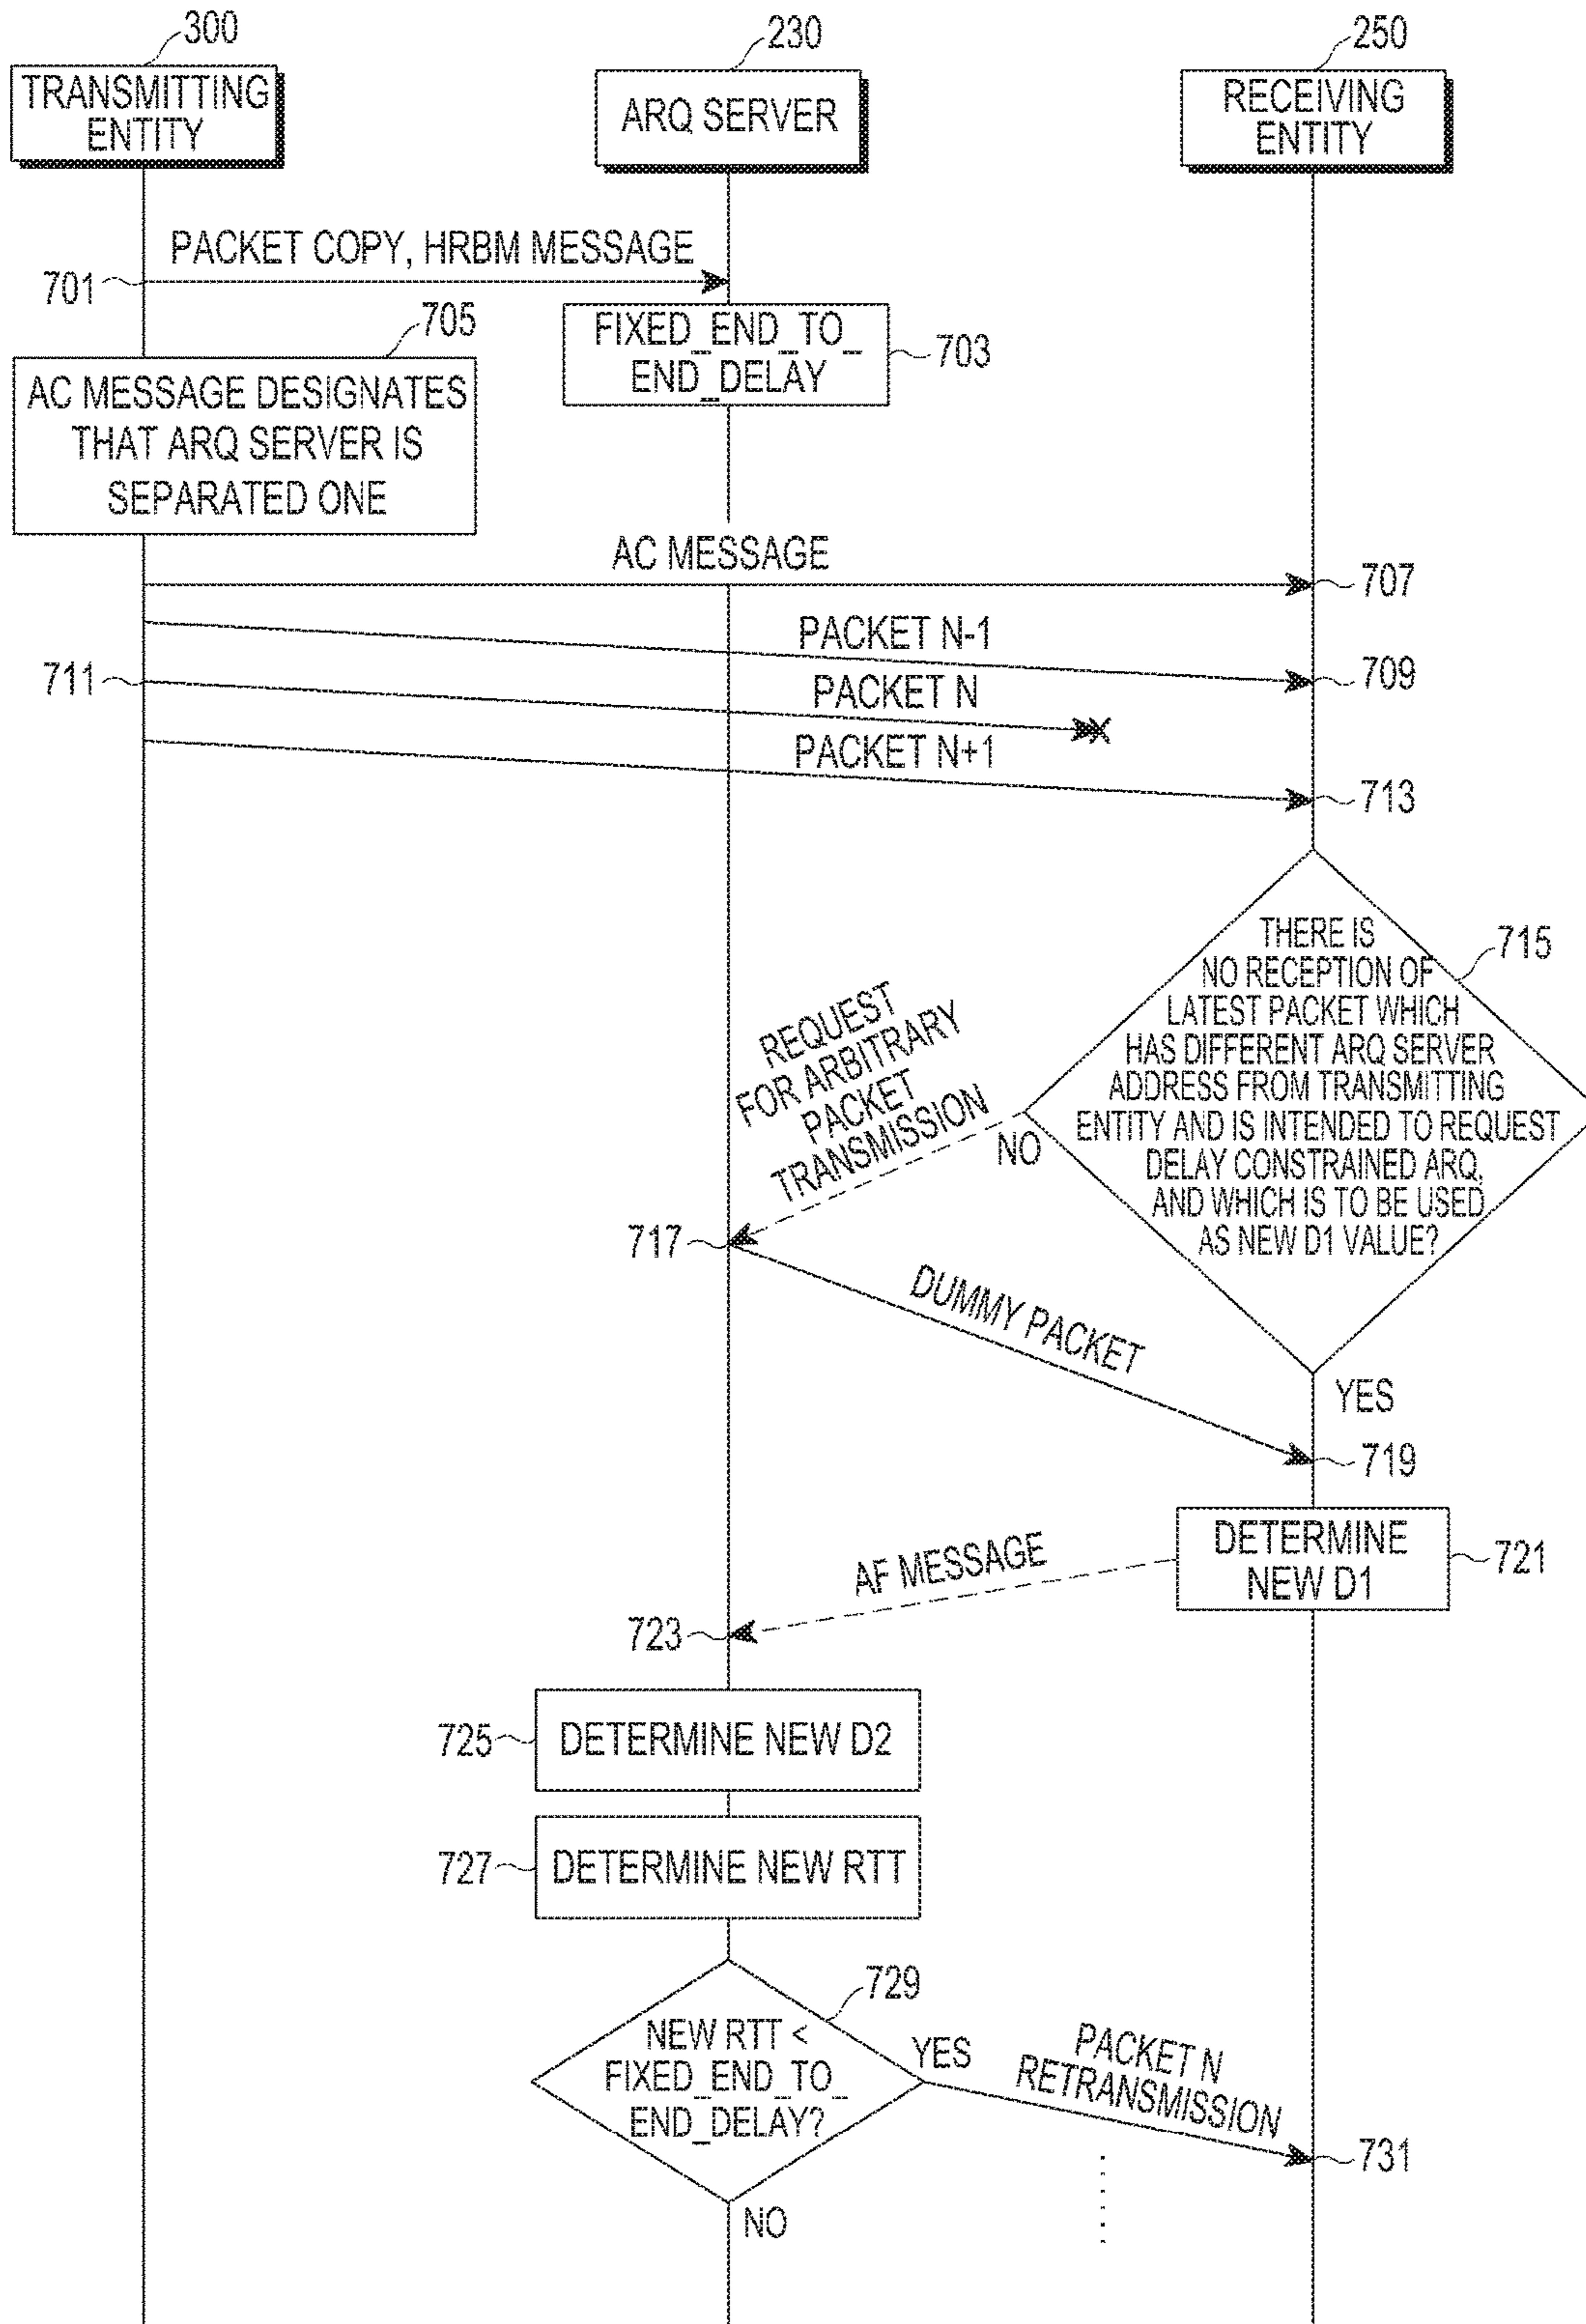 300
230
250
TRANSMITTING
ENTITY
ARQ SERVER
RECEIVING
ENTITY
PACKET COPY, HRBM MESSAGE
701
705
FIXED_END_TO_
END_DELAY
703
AC MESSAGE DESIGNATES
THAT ARQ SERVER IS
SEPARATED ONE
AC MESSAGE
707
PACKET N-1
709
711
PACKET N
PACKET N+1
713
THERE IS
NO RECEPTION OF
LATEST PACKET WHICH
HAS DIFFERENT ARQ SERVER
ADDRESS FROM TRANSMITTING
ENTITY AND IS INTENDED TO REQUEST
DELAY CONSTRAINED ARQ,
AND WHICH IS TO BE USED
AS NEW D1 VALUE?
715
REQUEST
FOR ARBITRARY
PACKET
TRANSMISSION
NO
717
DUMMY PACKET
YES
719
DETERMINE
NEW D1
721
AF MESSAGE
723
725
DETERMINE NEW D2
727
DETERMINE NEW RTT
729
NEW RTT <
FIXED_END_TO_
END_DELAY?
YES
PACKET N
RETRANSMISSION
731
NO